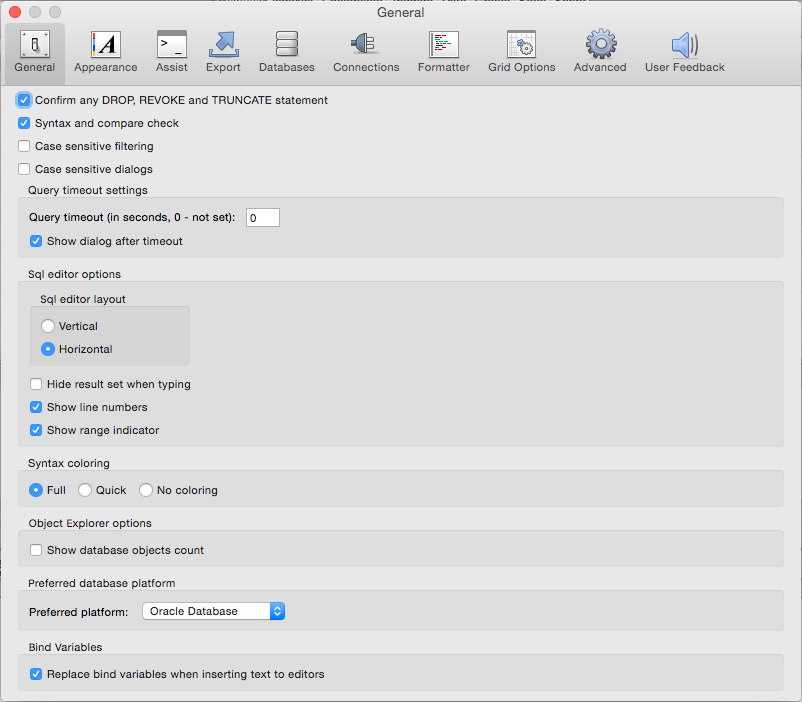 General
General Appearance Assist Export Databases Connections Formatter Grid Options Advanced User Feedback
Confirm any DROP, REVOKE and TRUNCATE statement
Syntax and compare check
Case sensitive filtering
Case sensitive dialogs
Query timeout settings
Query timeout (in seconds, 0 - not set): 0
Show dialog after timeout
Sql editor options
Sql editor layout
Vertical
Horizontal
Hide result set when typing
Show line numbers
Show range indicator
Syntax coloring
Full Quick No coloring
Object Explorer options
Show database objects count
Preferred database platform
Preferred platform: Oracle Database
Bind Variables
Replace bind variables when inserting text to editors